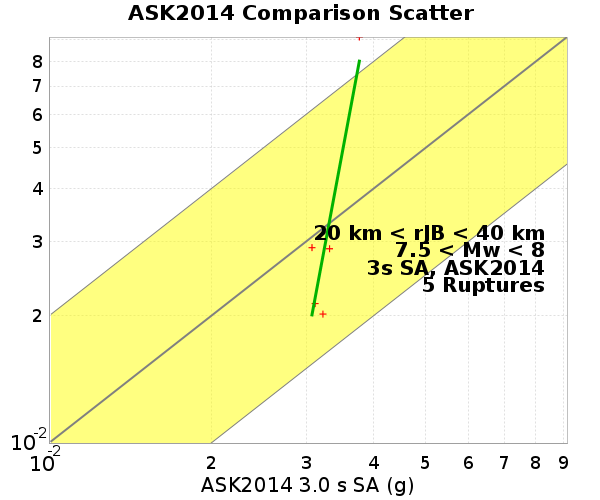 ASK2014 Comparison Scatter
8
7
6
5
4
3
2
10-2
20 km < rJB < 40 km
7.5 < Mw < 8
3s SA, ASK2014
5 Ruptures
10-2
2 3 4 5 6 7 8 9
ASK2014 3.0 s SA (g)